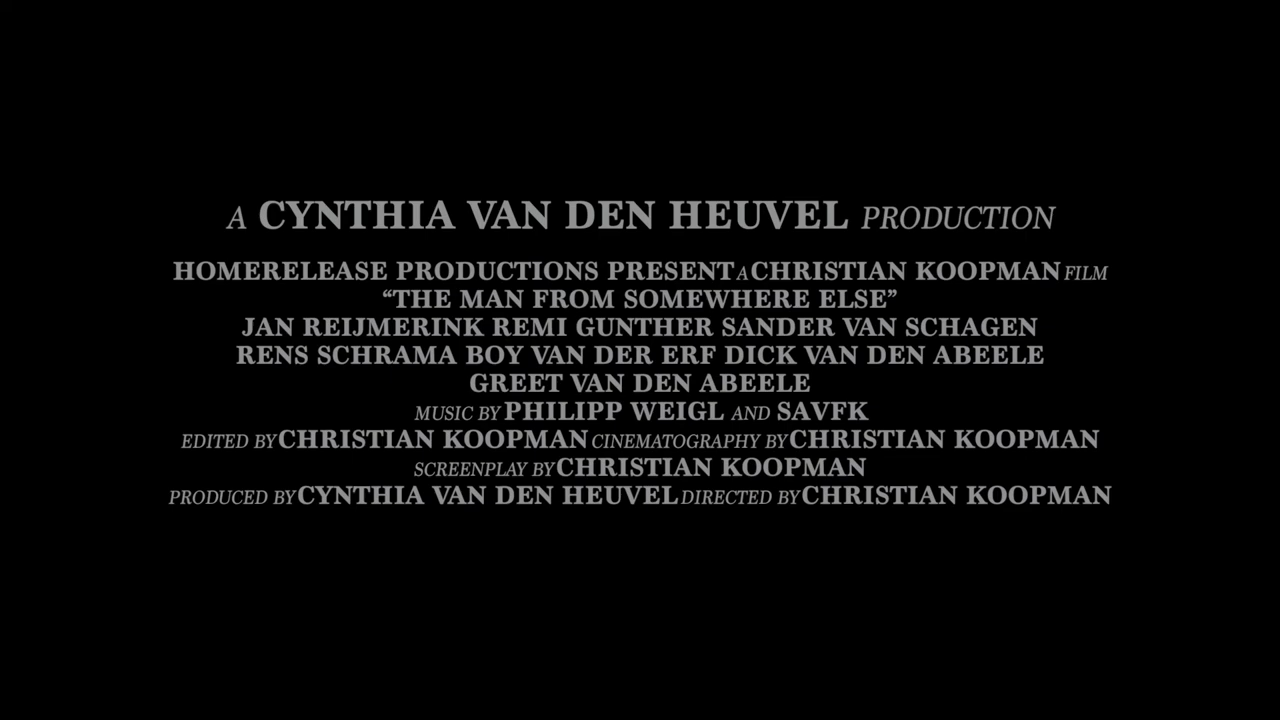 A CYNTHIA VAN DEN HEUVEL PRODUCTION
HOMERELEASE PRODUCTIONS PRESENT A CHRISTIAN KOOPMAN FILM
“THE MAN FROM SOMEWHERE ELSE”
JAN REIJMERINK REMI GUNTHER SANDER VAN SCHAGEN
RENS SCHRAMA BOY VAN DER ERF DICK VAN DEN ABEELE
GREET VAN DEN ABEELE
MUSIC BY PHILIPP WEIGL AND SAVFK
EDITED BY CHRISTIAN KOOPMAN CINEMATOGRAPHY BY CHRISTIAN KOOPMAN
SCREENPLAY BY CHRISTIAN KOOPMAN
PRODUCED BY CYNTHIA VAN DEN HEUVEL DIRECTED BY CHRISTIAN KOOPMAN